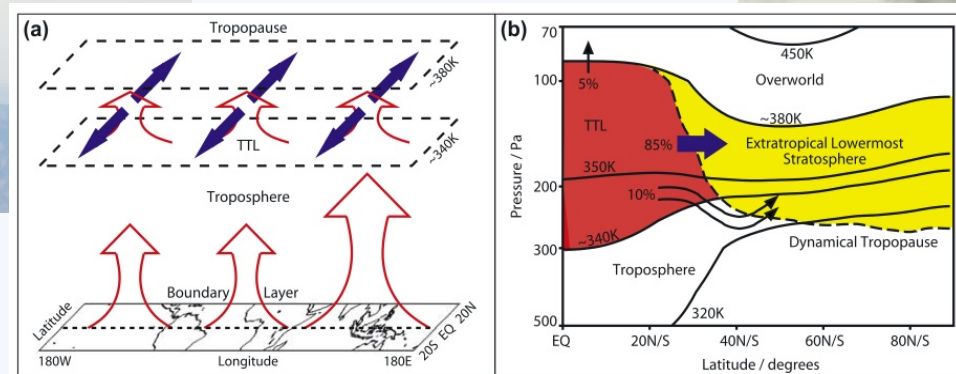 (a)
Tropopause
~380K
TTL
~340K
Troposphere
Boundary Layer
Latitude
20S EQ 20N
180W
Longitude
180E
(b)
Pressure / Pa
70
100
200
300
500
450K
Overworld
5%
~380K
TTL
85%
Extratropical Lowermost
Stratosphere
350K
10%
~340K
Dynamical Tropopause
Troposphere
320K
EQ
20N/S
40N/S
60N/S
80N/S
Latitude / degrees